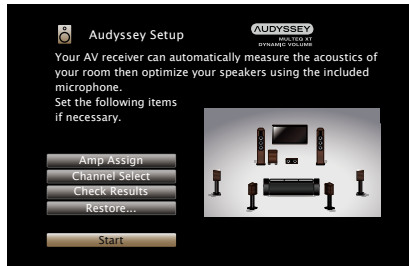 Audyssey Setup
AUDYSSEY
MULTEQ XT
DYNAMIC VOLUME
Your AV receiver can automatically measure the acoustics of
your room then optimize your speakers using the included
microphone.
Set the following items
if necessary.
Amp Assign
Channel Select
Check Results
Restore...
Start